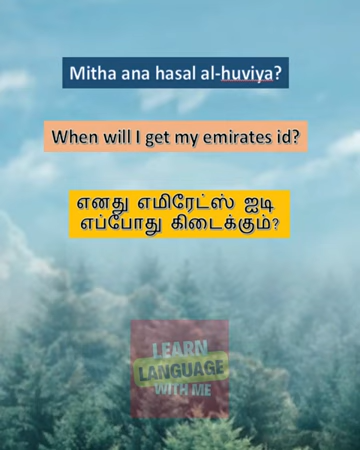 Mitha ana hasal al-huviya?
When will I get my emirates id?
எனது எமிரேட்ஸ் ஐடி
எப்போது கிடைக்கும்?
LEARN
LANGUAGE
WITH ME